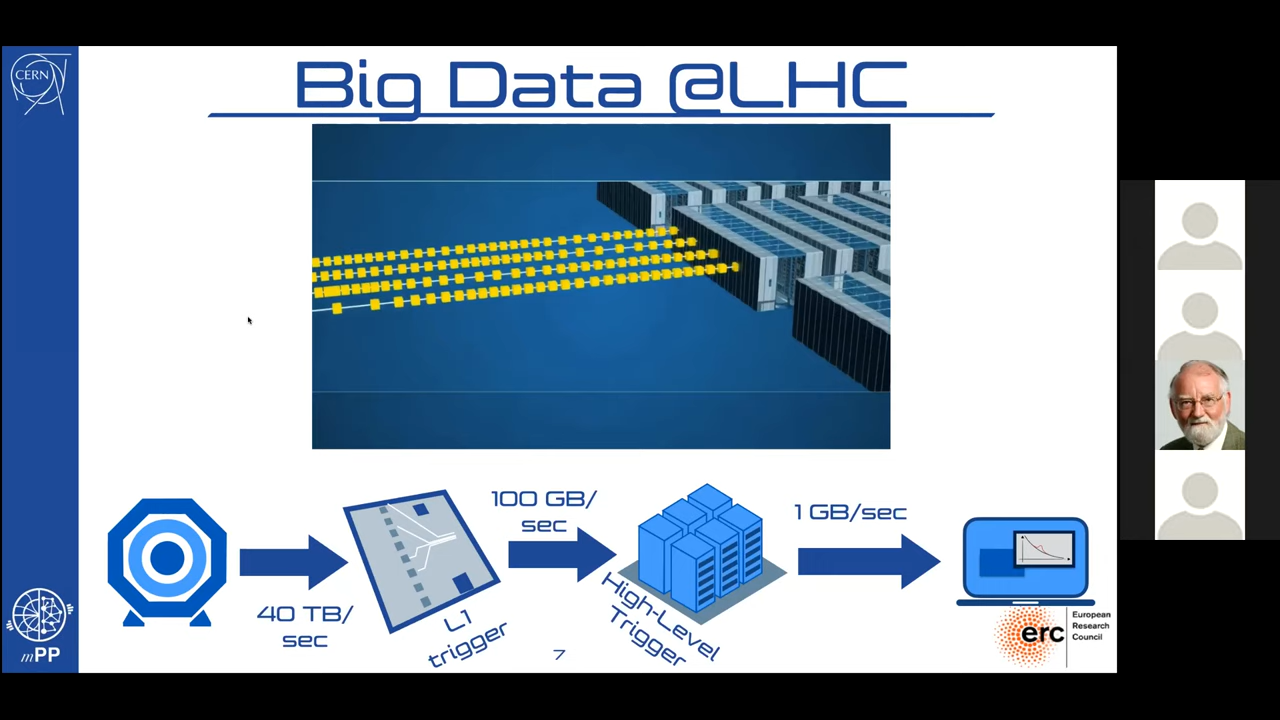 CERN
Big Data @LHC
100 GB/
sec
1 GB/sec
40 TB/
sec
L1
trigger
High-Level
Trigger
mPP
7
erc
European
Research
Council